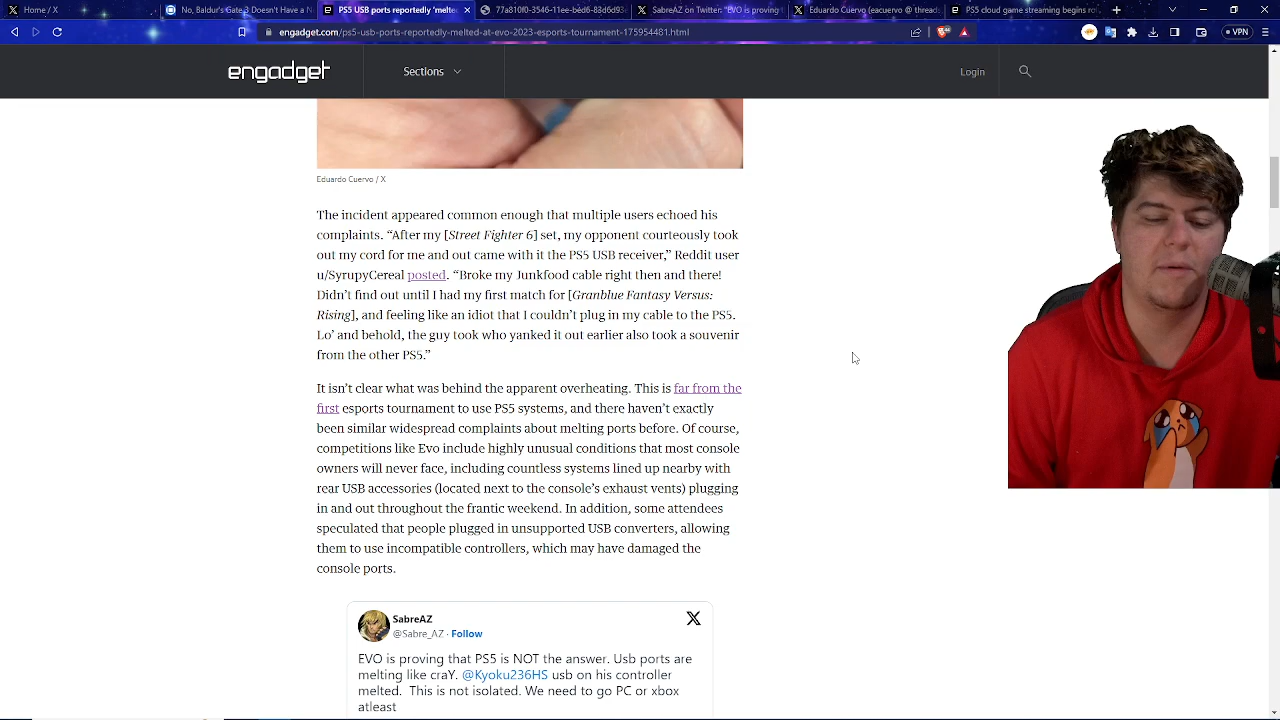 Home / X
No, Baldur's Gate 3 Doesn't Have a N
PS5 USB ports reportedly 'melte
77a810f0-3546-11ee-bed6-88d6d93
SabreAZ on Twitter: "EVO is proving t
Eduardo Cuervo (@acuervo @ thread
PS5 cloud game streaming begins ro
engadget.com/ps5-usb-ports-reportedly-melted-at-evo-2023-esports-tournament-175954481.html
VPN
engadget
Sections
Login
Eduardo Cuervo / X
The incident appeared common enough that multiple users echoed his
complaints. “After my [Street Fighter 6] set, my opponent courteously took
out my cord for me and out came with it the PS5 USB receiver,” Reddit user
u/SyrupyCereal posted. “Broke my Junkfood cable right then and there!
Didn’t find out until I had my first match for [Granblue Fantasy Versus:
Rising], and feeling like an idiot that I couldn’t plug in my cable to the PS5.
Lo’ and behold, the guy took who yanked it out earlier also took a souvenir
from the other PS5.”
It isn’t clear what was behind the apparent overheating. This is far from the
first esports tournament to use PS5 systems, and there haven’t exactly
been similar widespread complaints about melting ports before. Of course,
competitions like Evo include highly unusual conditions that most console
owners will never face, including countless systems lined up nearby with
rear USB accessories (located next to the console’s exhaust vents) plugging
in and out throughout the frantic weekend. In addition, some attendees
speculated that people plugged in unsupported USB converters, allowing
them to use incompatible controllers, which may have damaged the
console ports.
SabreAZ
@Sabre_AZ · Follow
EVO is proving that PS5 is NOT the answer. Usb ports are
melting like craY. @Kyoku236HS usb on his controller
melted. This is not isolated. We need to go PC or xbox
atleast